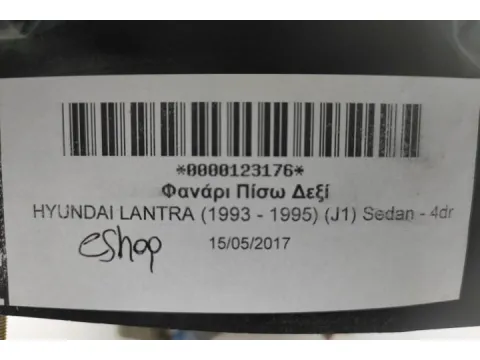 *0000123176*
Φανάρι Πίσω Δεξί
HYUNDAI LANTRA (1993 - 1995) (J1) Sedan - 4dr
eshop 15/05/2017